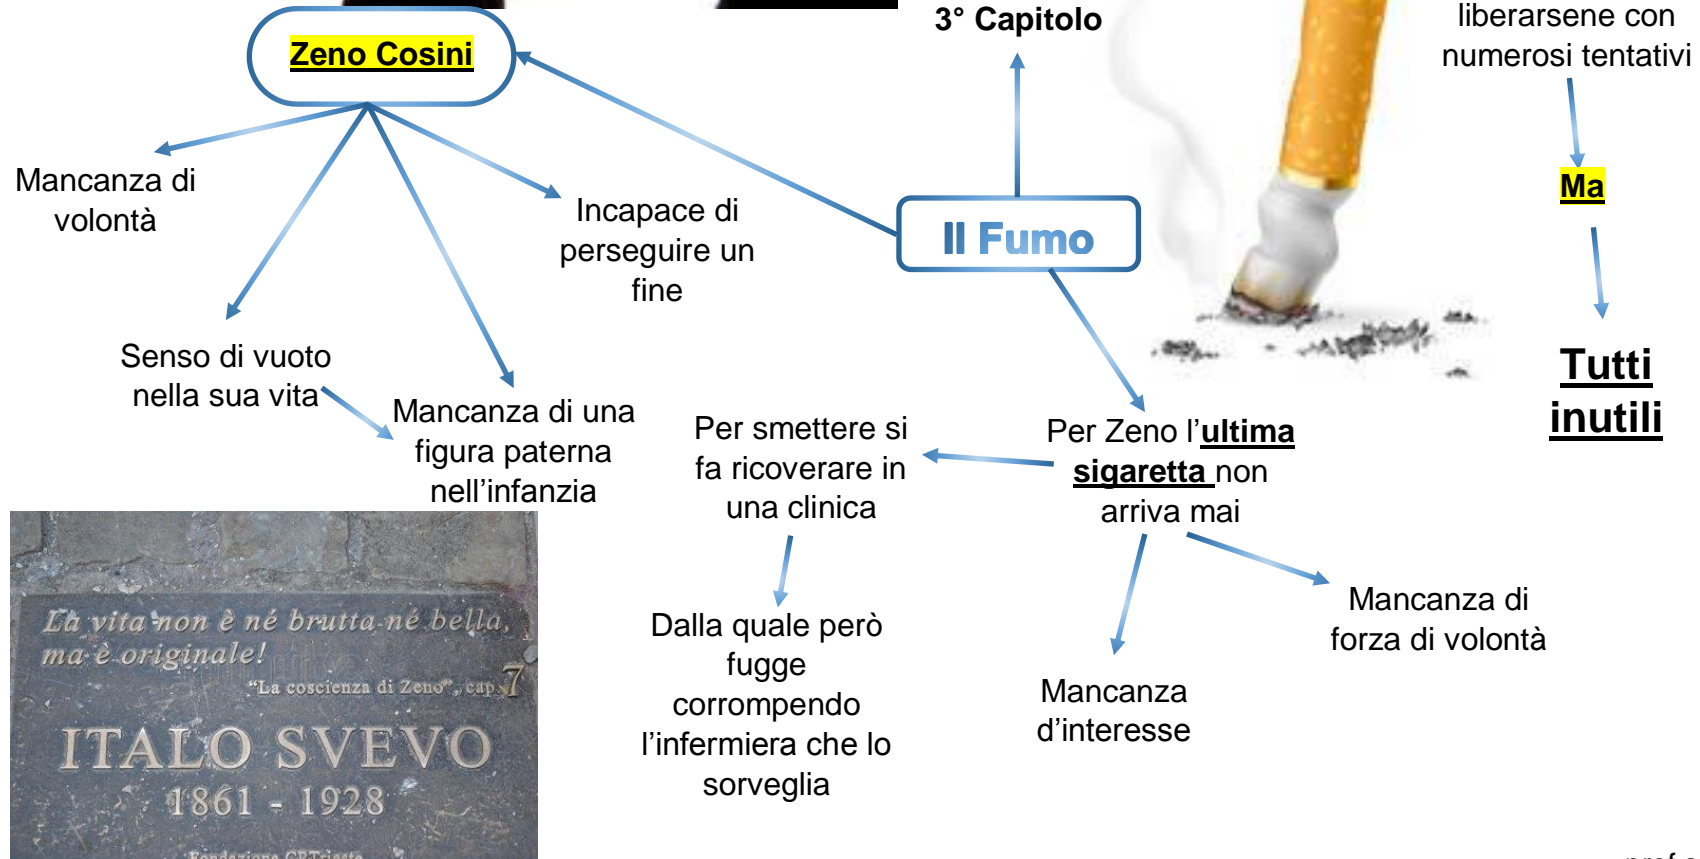 3° Capitolo
liberarsene con
numerosi tentativi
Zeno Cosini
Ma
Mancanza di
volontà
Incapace di
perseguire un
fine
Il Fumo
Senso di vuoto
nella sua vita
Tutti
inutili
Mancanza di una
figura paterna
nell’infanzia
Per smettere si
fa ricoverare in
una clinica
Per Zeno l’ultima
sigaretta non
arriva mai
Dalla quale però
fugge
corrompendo
l’infermiera che lo
sorveglia
Mancanza
d’interesse
Mancanza di
forza di volontà
La vita non è né brutta né bella,
ma è originale!
"La coscienza di Zeno", cap. 7
ITALO SVEVO
1861 - 1928
Fondazione CRTrieste